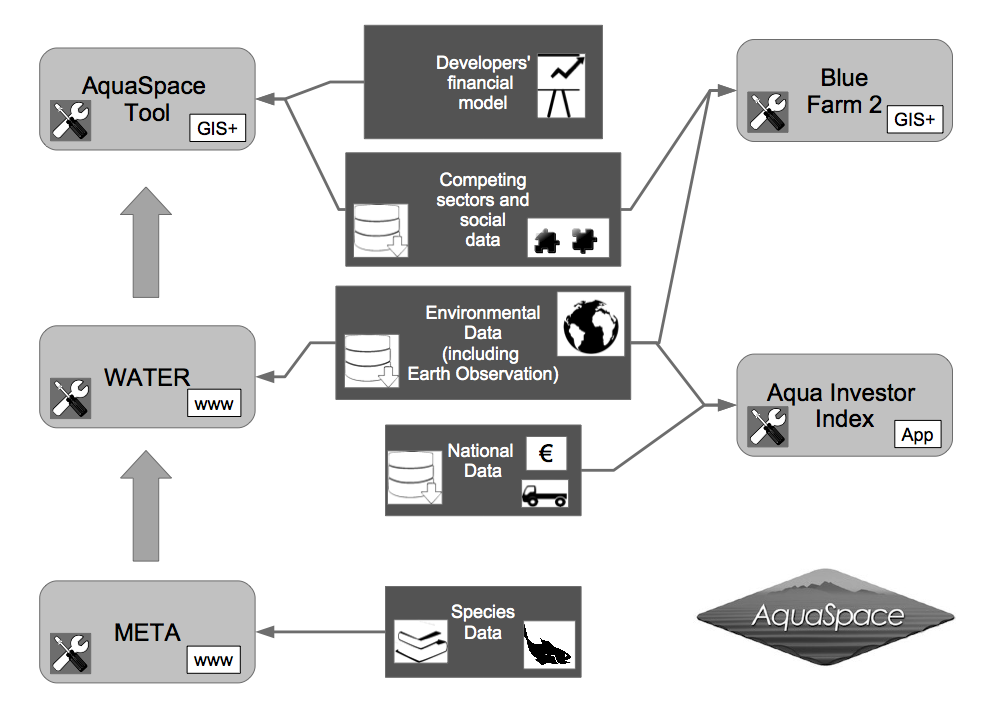 AquaSpace
Tool
GIS+
Developers'
financial
model
Blue
Farm 2
GIS+
Competing
sectors and
social
data
Environmental
Data
(including
Earth Observation)
WATER
www
Aqua Investor
Index
App
National
Data
€
META
www
Species
Data
AquaSpace